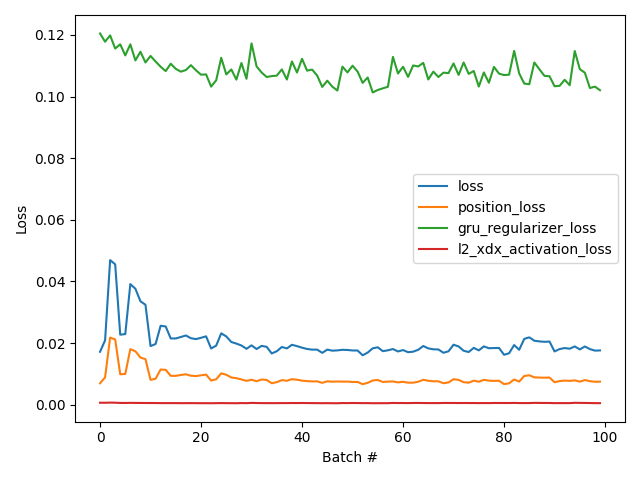 0.12
0.10
0.08
0.06
0.04
0.02
0.00
Loss
loss
position_loss
gru_regularizer_loss
l2_xdx_activation_loss
0 20 40 60 80 100
Batch #